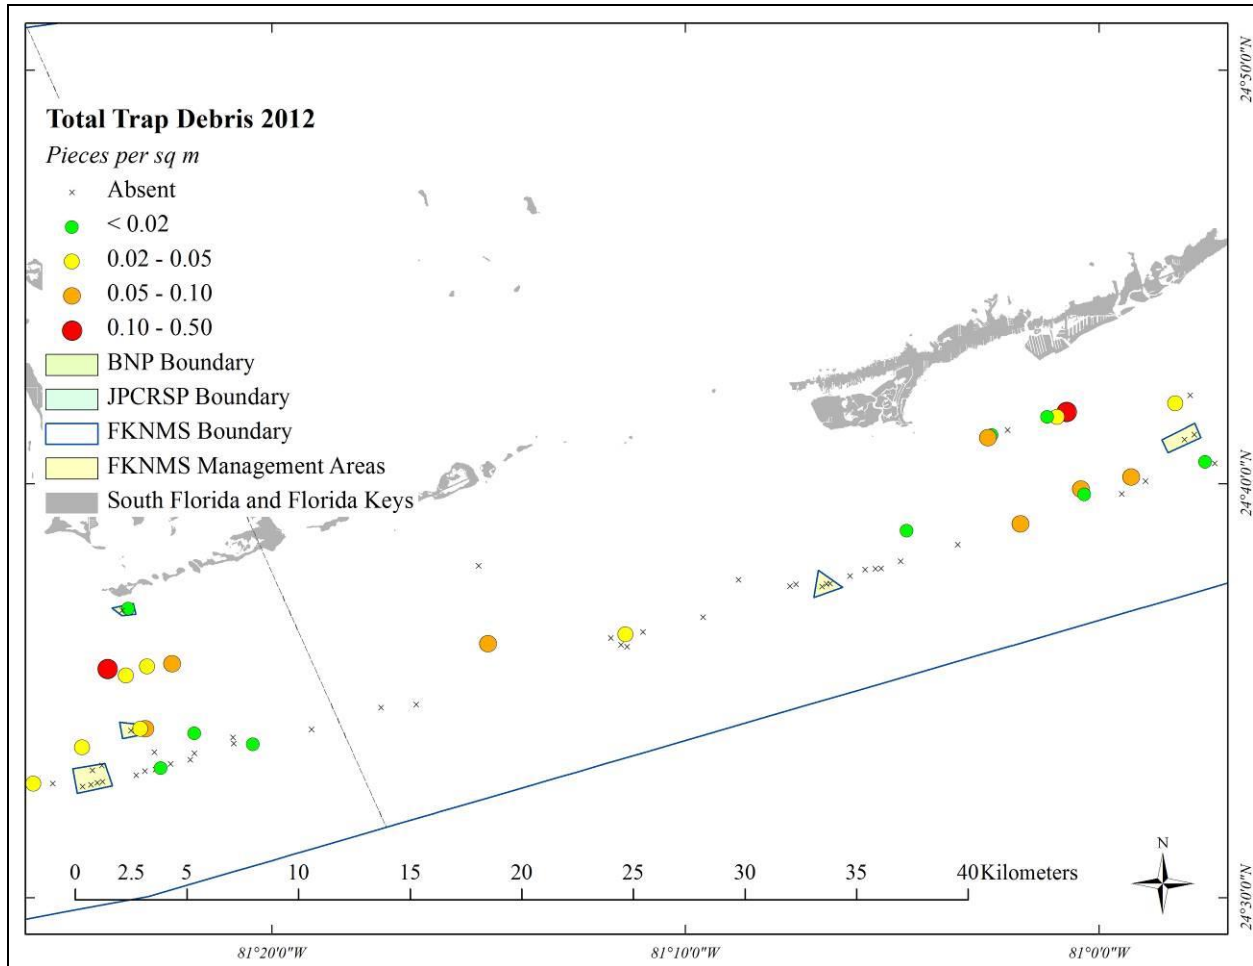 Total Trap Debris 2012
Pieces per sq m
Absent
< 0.02
0.02 - 0.05
0.05 - 0.10
0.10 - 0.50
BNP Boundary
JPCRSP Boundary
FKNMS Boundary
FKNMS Management Areas
South Florida and Florida Keys
24°50'0"N
24°40'0"N
24°30'0"N
N
0 2.5 5 10 15 20 25 30 35 40 Kilometers
81°20'0"W 81°10'0"W 81°0'0"W